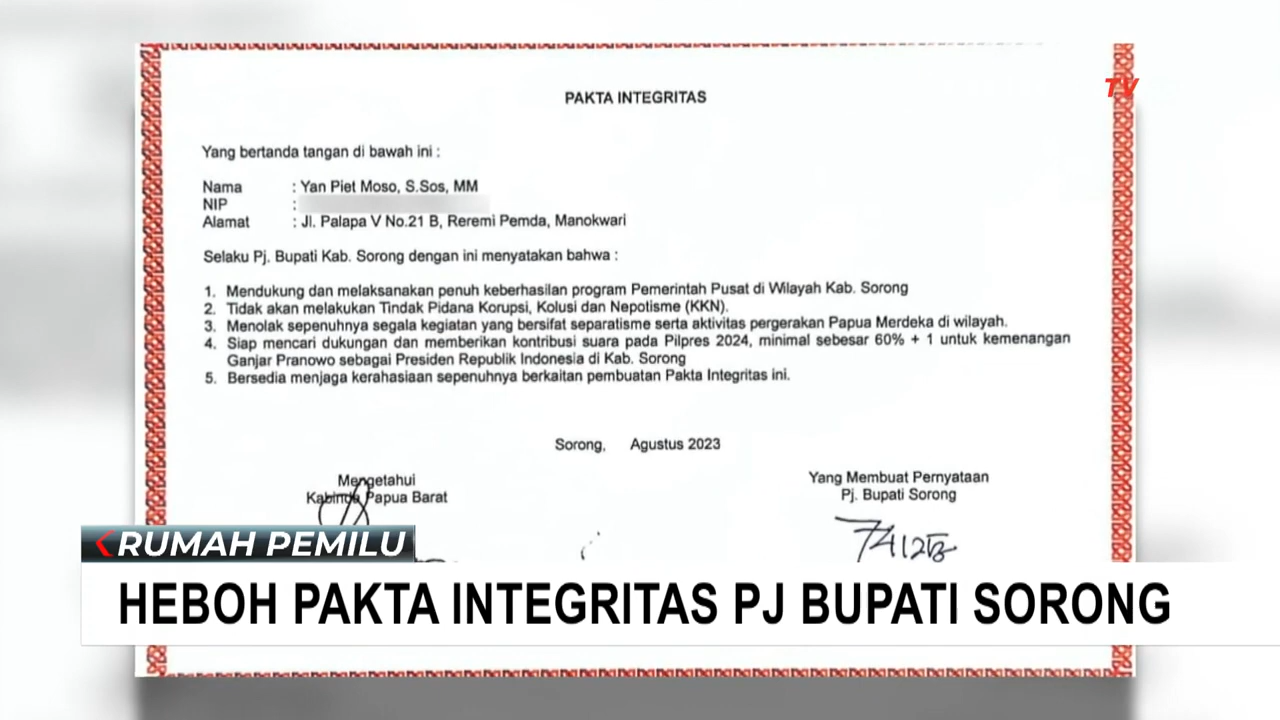 PAKTA INTEGRITAS
TV
Yang bertanda tangan di bawah ini :
Nama : Yan Piet Moso, S.Sos, MM
NIP :
Alamat : Jl. Palapa V No.21 B, Reremi Pemda, Manokwari
Selaku Pj. Bupati Kab. Sorong dengan ini menyatakan bahwa :
1. Mendukung dan melaksanakan penuh keberhasilan program Pemerintah Pusat di Wilayah Kab. Sorong
2. Tidak akan melakukan Tindak Pidana Korupsi, Kolusi dan Nepotisme (KKN).
3. Menolak sepenuhnya segala kegiatan yang bersifat separatisme serta aktivitas pergerakan Papua Merdeka di wilayah.
4. Siap mencari dukungan dan memberikan kontribusi suara pada Pilpres 2024, minimal sebesar 60% + 1 untuk kemenangan
Ganjar Pranowo sebagai Presiden Republik Indonesia di Kab. Sorong
5. Bersedia menjaga kerahasiaan sepenuhnya berkaitan pembuatan Pakta Integritas ini.
Sorong, Agustus 2023
Mengetahui
Kabinda Papua Barat
Yang Membuat Pernyataan
Pj. Bupati Sorong
RUMAH PEMILU
HEBOH PAKTA INTEGRITAS PJ BUPATI SORONG